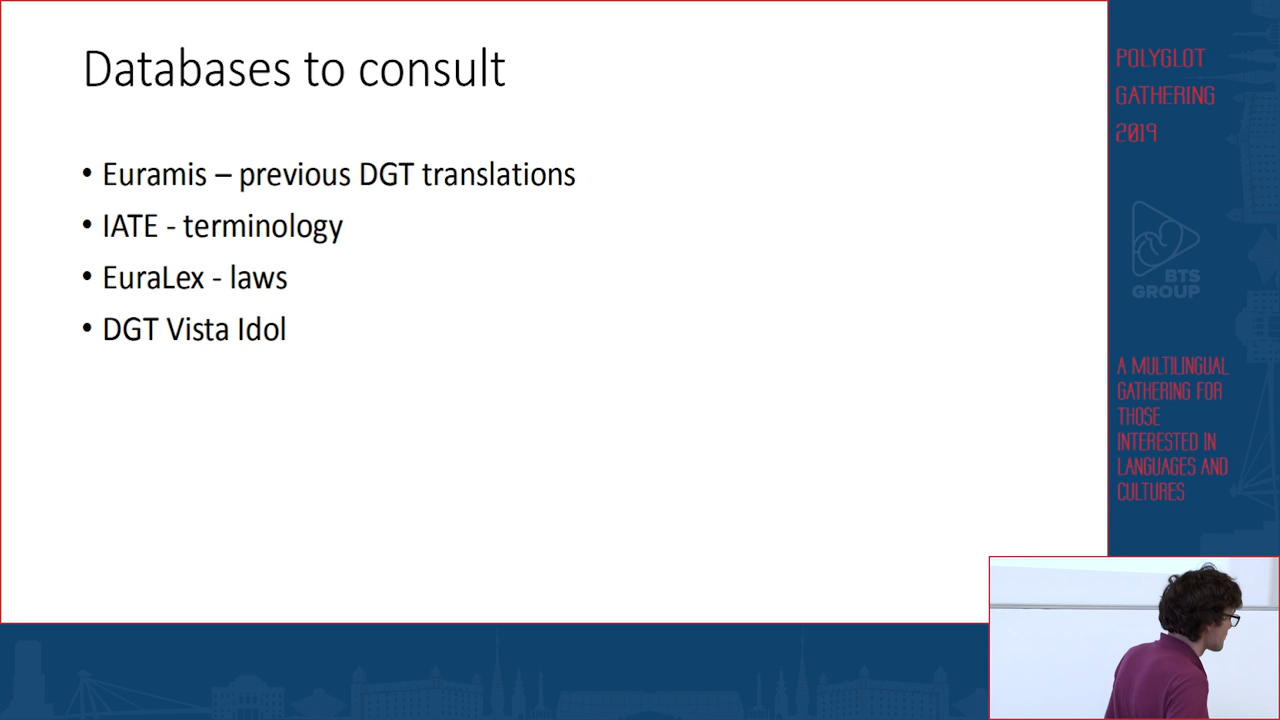 Databases to consult
• Euramis – previous DGT translations
• IATE - terminology
• EuraLex - laws
• DGT Vista Idol
POLYGLOT
GATHERING
2019
BTS
GROUP
A MULTILINGUAL
GATHERING FOR
THOSE
INTERESTED IN
LANGUAGES AND
CULTURES